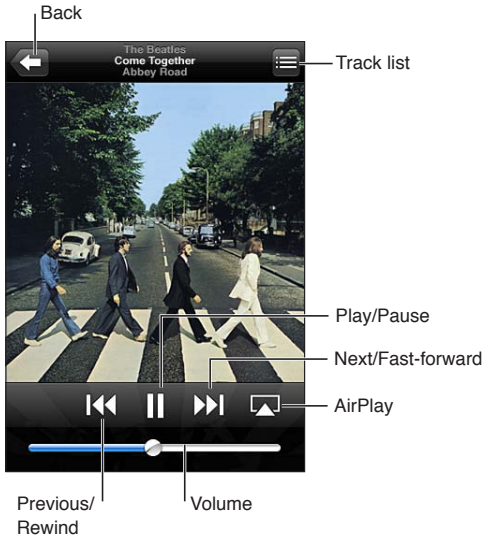 Back
The Beatles
Come Together
Abbey Road
Track list
Play/Pause
Next/Fast-forward
AirPlay
Previous/
Rewind
Volume